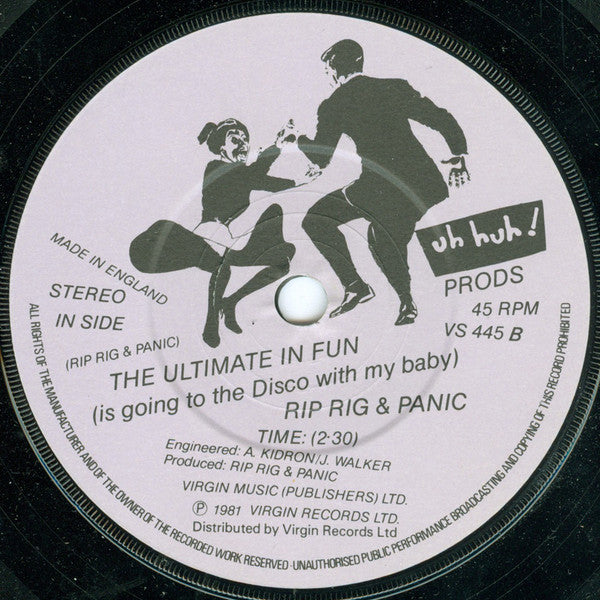 uh huh!
PRODS
MADE IN ENGLAND
STEREO
45 RPM
IN SIDE
VS 445 B
(RIP RIG & PANIC)
THE ULTIMATE IN FUN
(is going to the Disco with my baby)
RIP RIG & PANIC
TIME: (2·30)
Engineered: A. KIDRON/J. WALKER
Produced: RIP RIG & PANIC
VIRGIN MUSIC (PUBLISHERS) LTD.
Ⓟ 1981 VIRGIN RECORDS LTD.
Distributed by Virgin Records Ltd
ALL RIGHTS OF THE MANUFACTURER AND OF THE OWNER OF THE RECORDED WORK RESERVED · UNAUTHORISED PUBLIC PERFORMANCE BROADCASTING AND COPYING OF THIS RECORD PROHIBITED